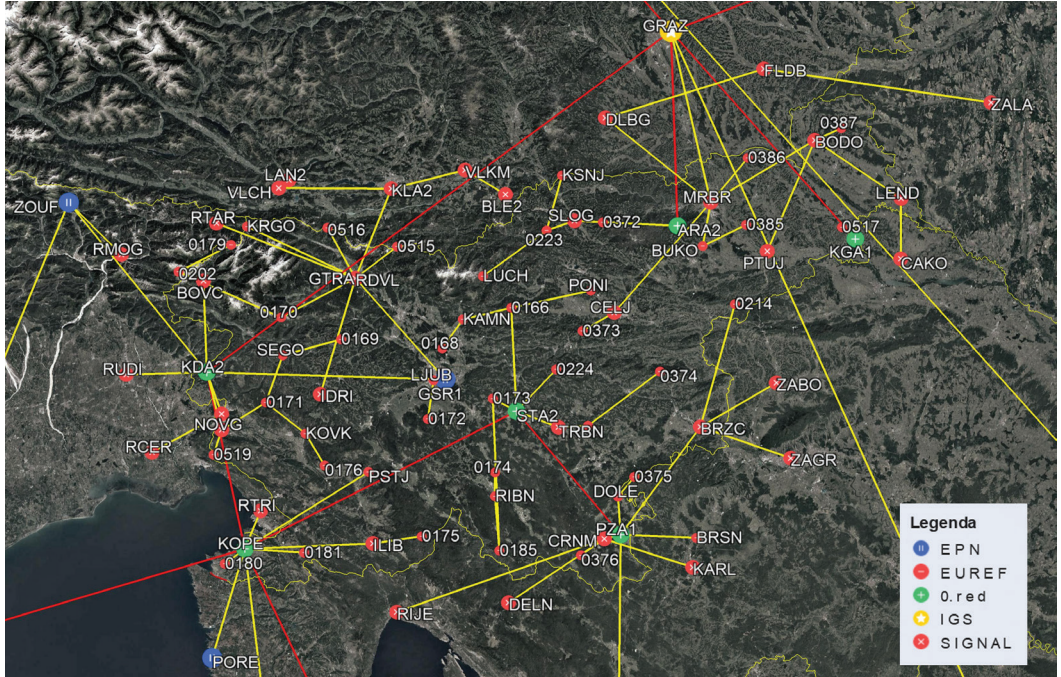 GRAZ
FLDB
ZALA
DLBG
0387
BODO
0386
LAN2
VLCH
KLA2
VLKM
BLE2
KSNJ
MRBR
LEND
ZOUF
RTAR
KRGO
0516
SLOG
0372
ARA2
0385
0517
0179
0515
0223
BUKO
PTUJ
KGA1
CAKO
RMOG
0202
BOVC
GTRARDVL
LUCH
PONI
0170
KAMN
0166
CELJ
0214
0169
0168
0373
SEGO
RUDI
KDA2
LJUB
GSR1
0224
0374
ZABO
IDRI
0171
0173
NOVG
0172
STA2
TRBN
BRZC
KOVK
RCER
0519
0176
PSTJ
0174
ZAGR
RIBN
0375
DOLE
RTRI
KOPE
0175
PZA1
0181
ILIB
0185
CRNM
BRSN
0180
0376
KARL
DELN
RIJE
PORE
Legenda
EPN
EUREF
0.red
IGS
SIGNAL